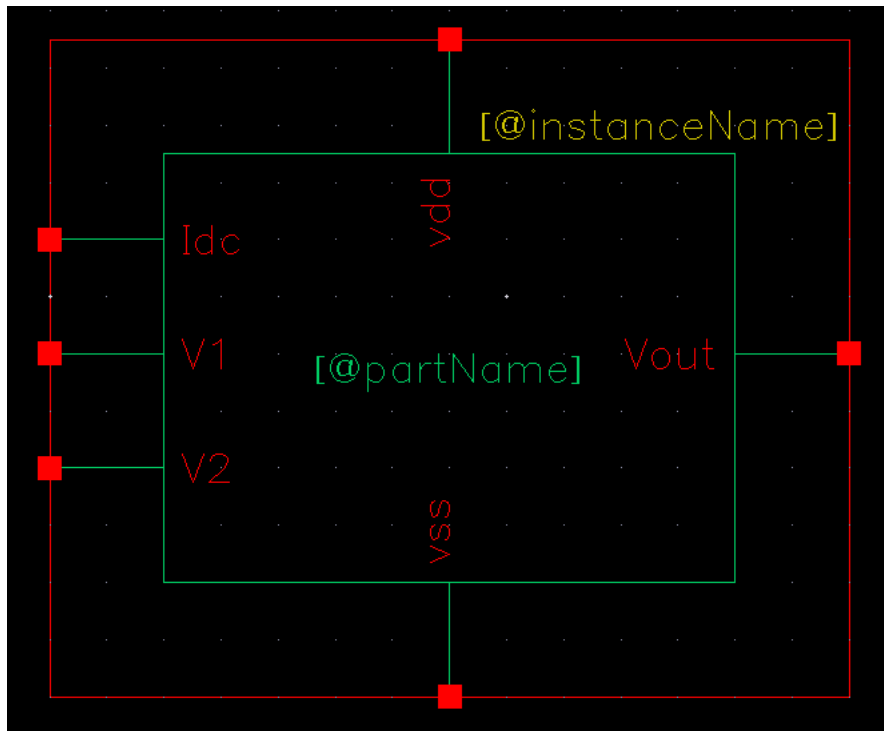 [@instanceName]
vdd
Idc
V1
[@partName]
Vout
V2
vss